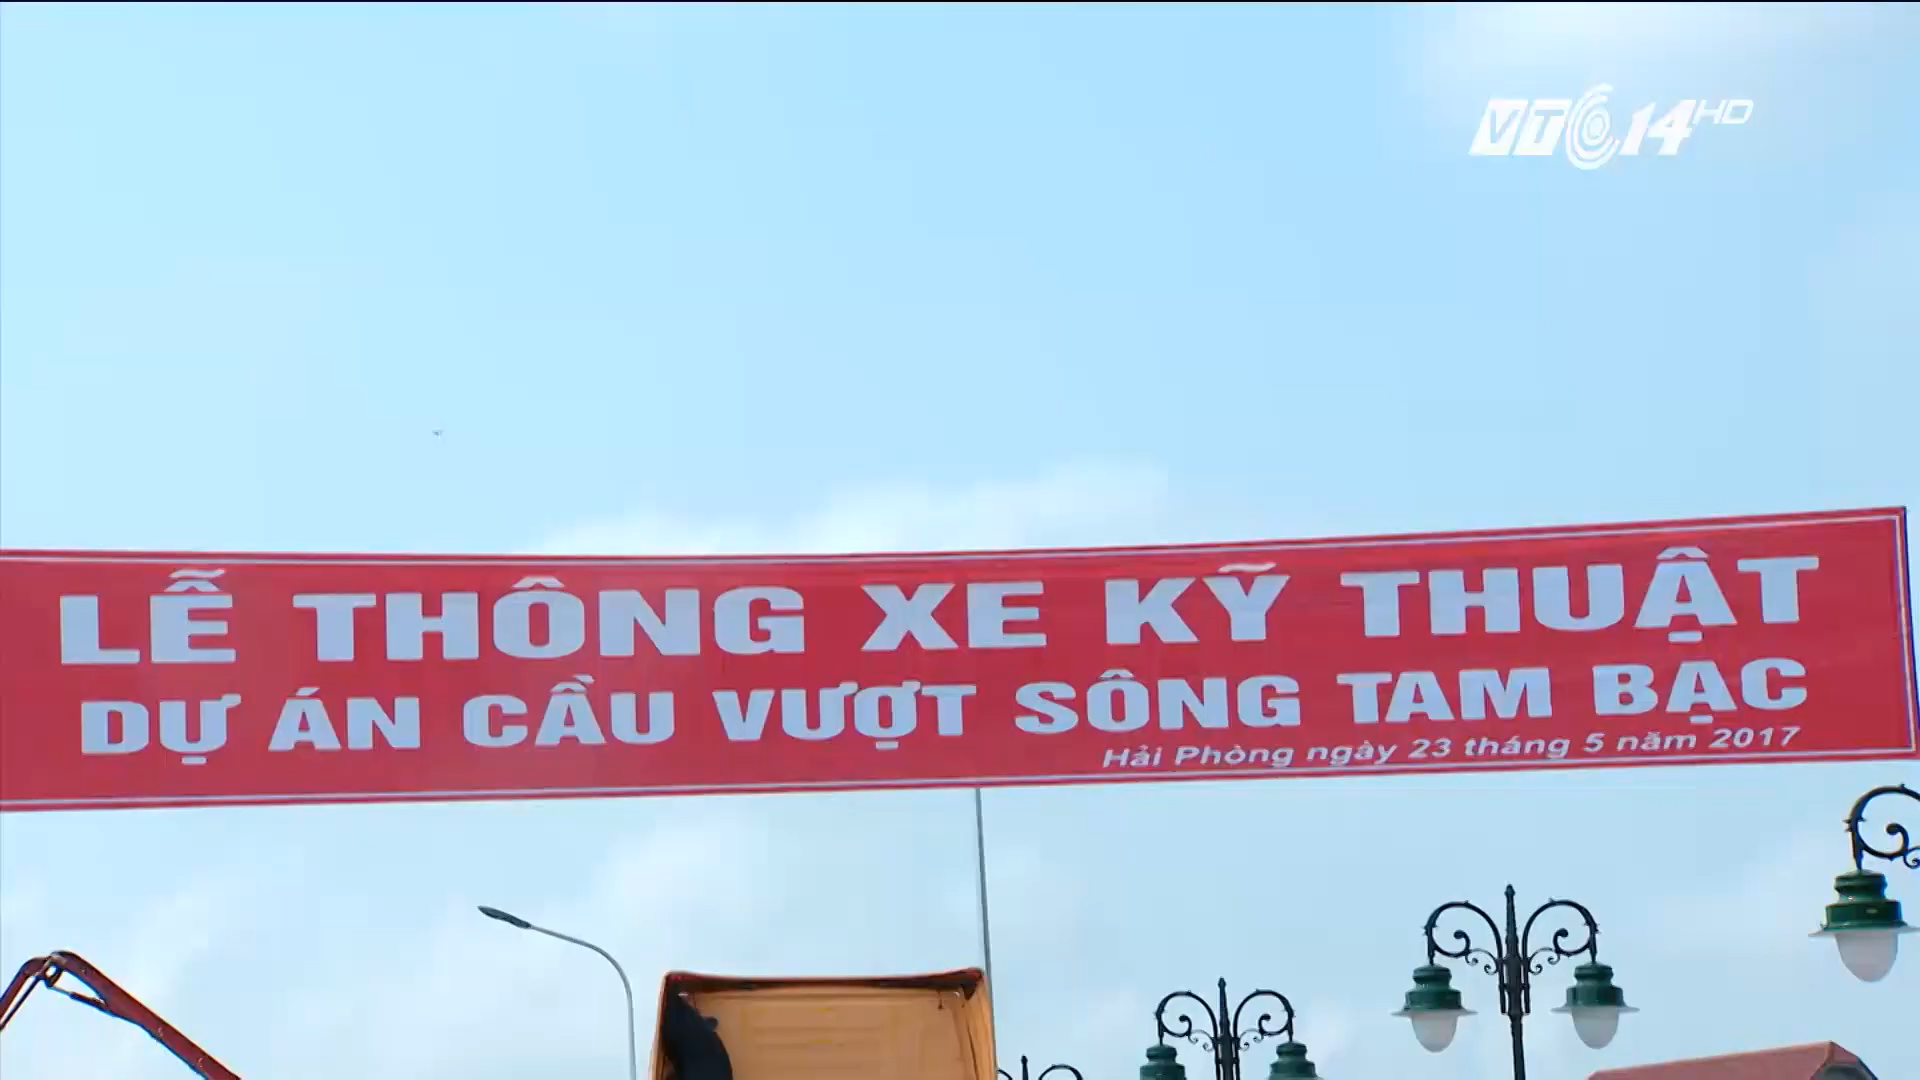 VTC14 HD
LỄ THÔNG XE KỸ THUẬT
DỰ ÁN CẦU VƯỢT SÔNG TAM BẠC
Hải Phòng ngày 23 tháng 5 năm 2017